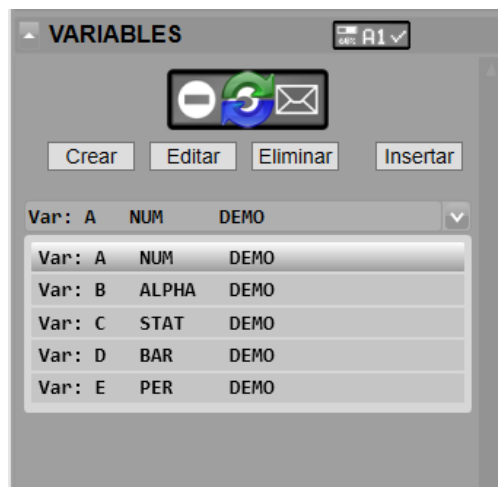 VARIABLES 60% A1
Crear Editar Eliminar Insertar
Var: A NUM DEMO
Var: A NUM DEMO
Var: B ALPHA DEMO
Var: C STAT DEMO
Var: D BAR DEMO
Var: E PER DEMO